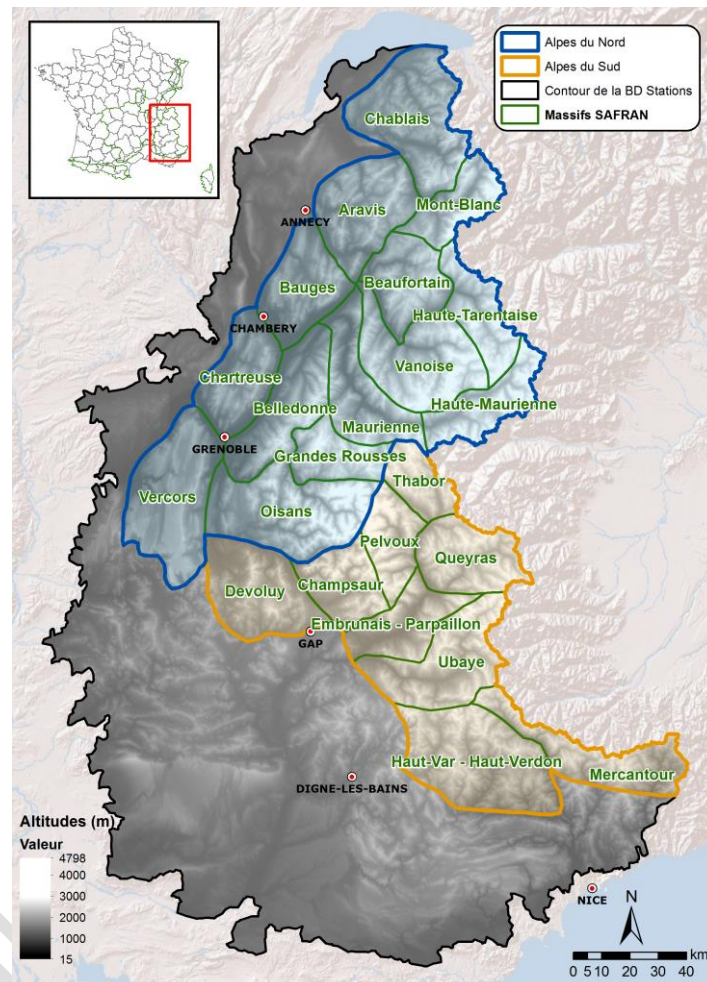 Alpes du Nord
Alpes du Sud
Contour de la BD Stations
Massifs SAFRAN
Chablais
Mont-Blanc
Aravis
ANNECY
Beaufortain
Bauges
Haute-Tarentaise
CHAMBERY
Vanoise
Chartreuse
Haute-Maurienne
Belledonne
Maurienne
GRENOBLE
Grandes Rousses
Thabor
Vercors
Oisans
Pelvoux
Queyras
Devoluy
Champsaur
Embrunais - Parpaillon
GAP
Ubaye
Haut-Var - Haut-Verdon
Mercantour
DIGNE-LES-BAINS
Altitudes (m)
Valeur
4798
4000
3000
2000
1000
15
NICE
N
km
0 5 10 20 30 40